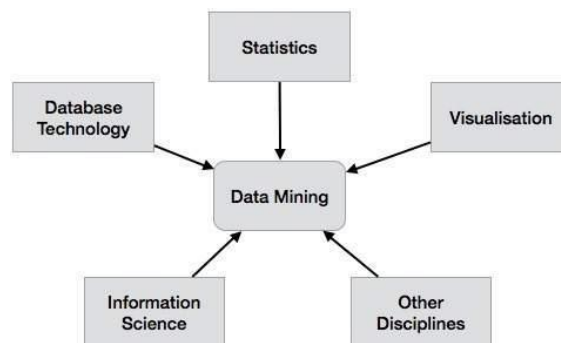 Statistics
Database
Technology
Visualisation
Data Mining
Information
Science
Other
Disciplines